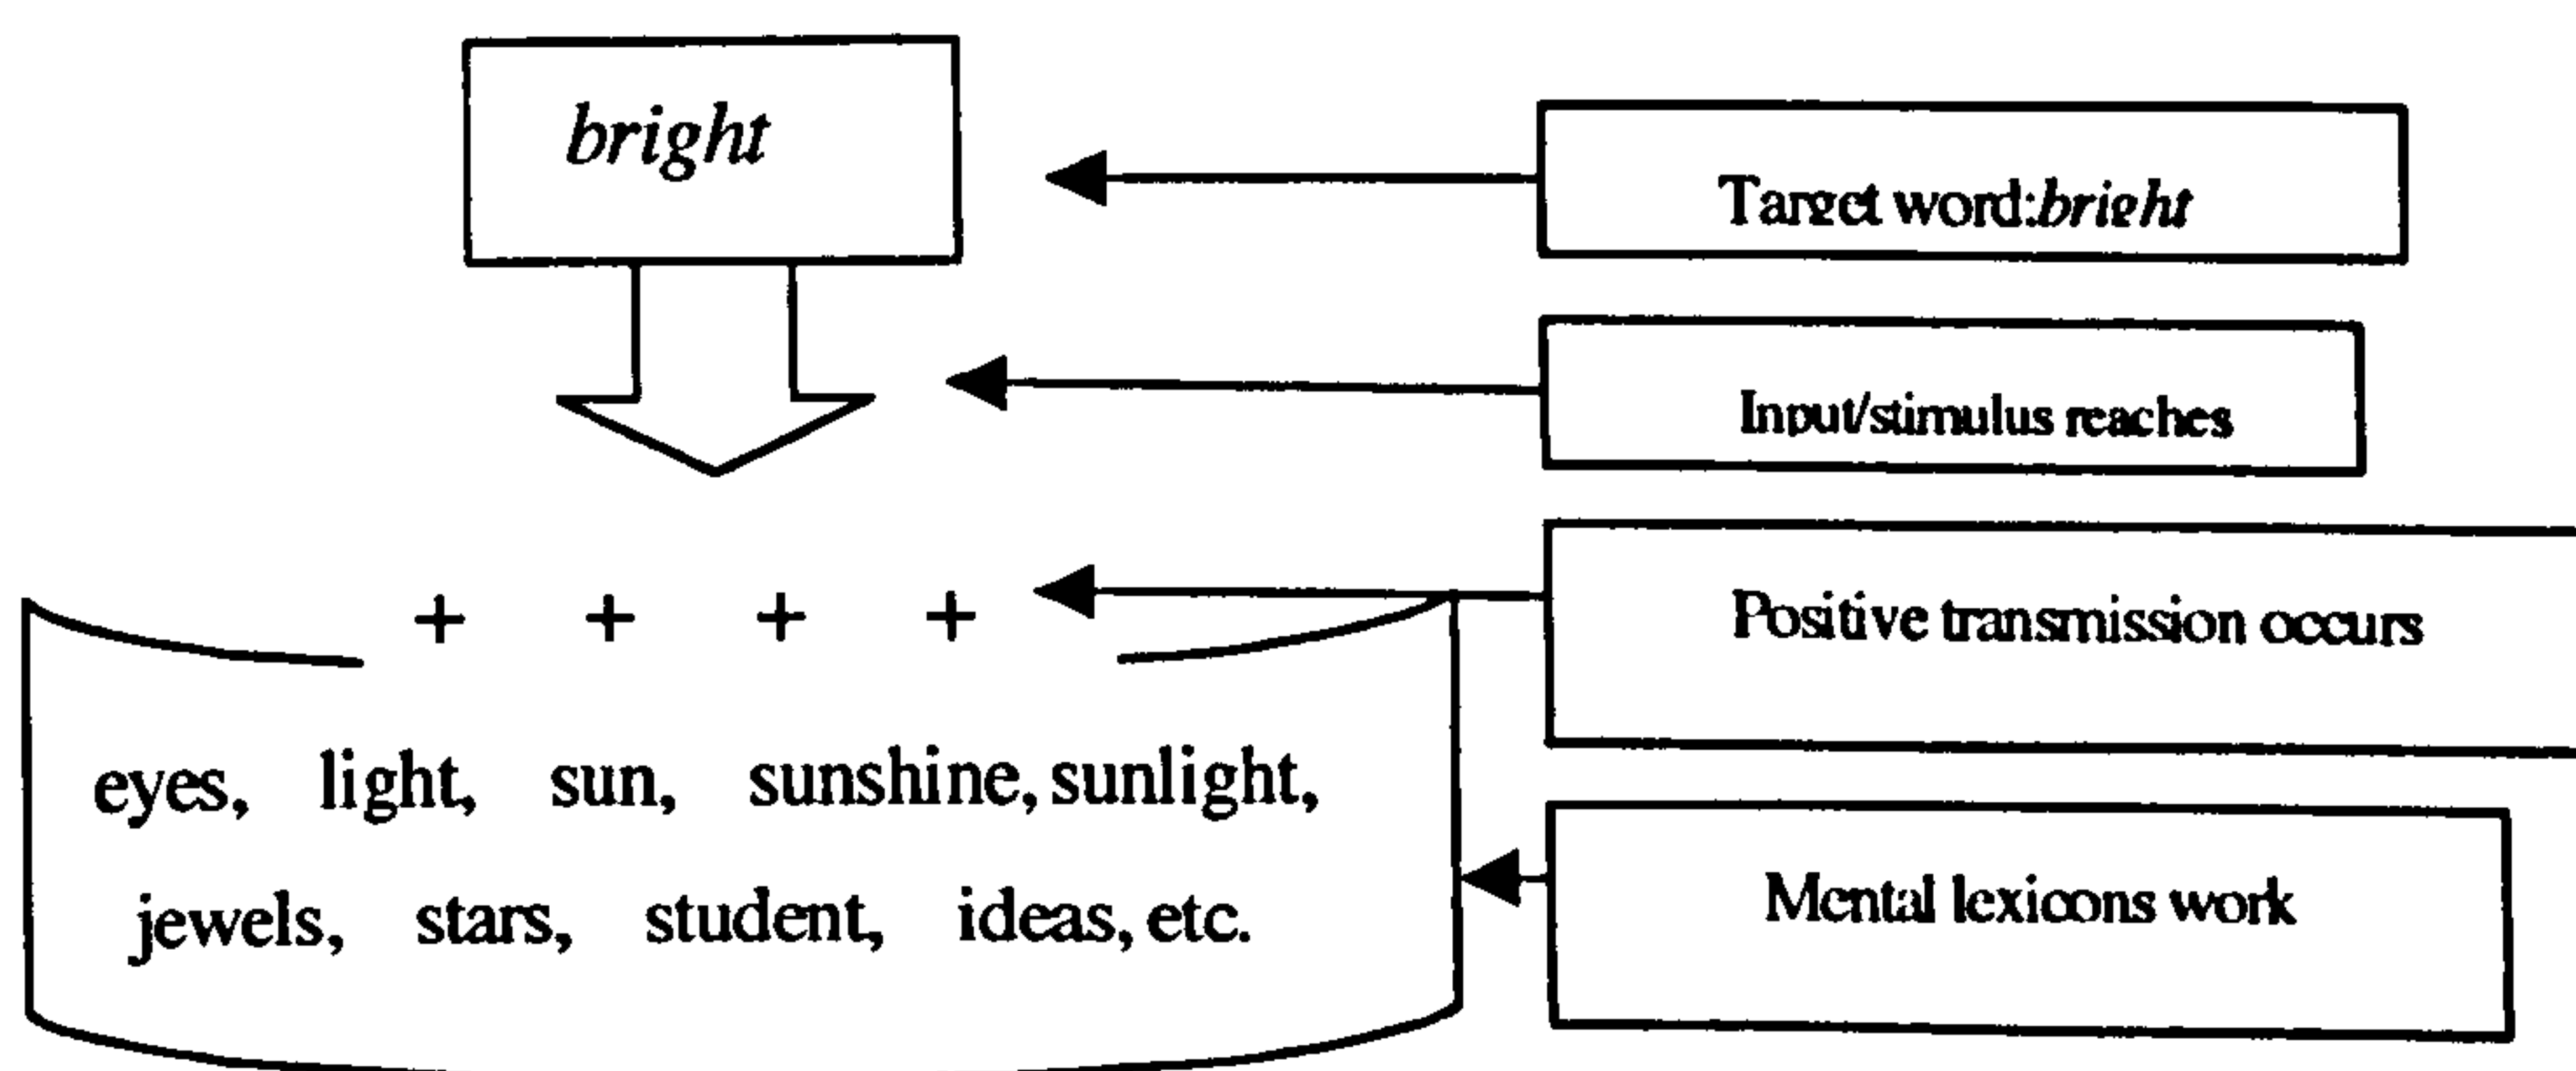 bright
Target word:bright
Input/stimulus reaches
+ + + +
Positive transmission occurs
eyes, light, sun, sunshine, sunlight,
jewels, stars, student, ideas, etc.
Mental lexicons work